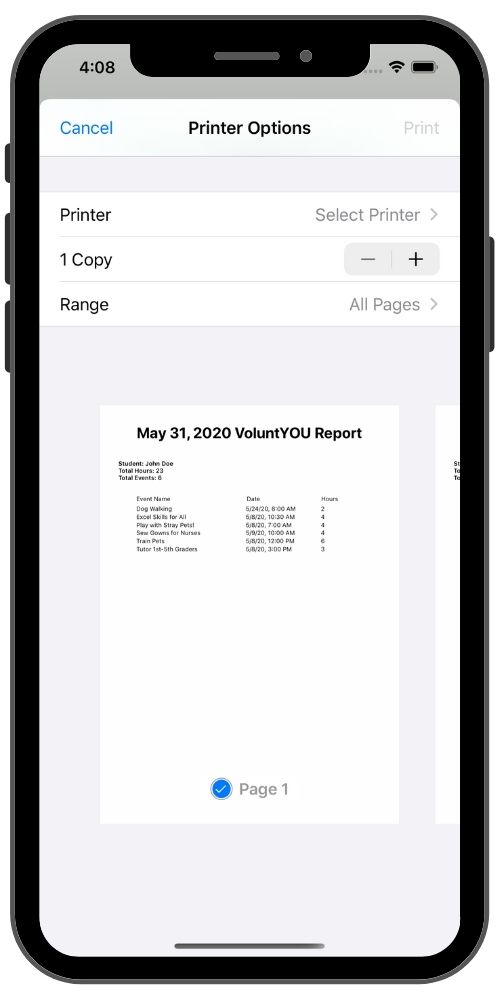 4:08
Cancel Printer Options Print
Printer Select Printer
1 Copy
Range All Pages
May 31, 2020 VoluntYOU Report
Student: John Doe
Total Hours: 23
Total Events: 6
Event Name Date Hours
Dog Walking 5/24/20, 6:00 AM 2
Excel Skills for All 5/8/20, 10:30 AM 4
Play with Stray Pets! 5/8/20, 7:00 AM 4
Sew Gowns for Nurses 5/9/20, 10:00 AM 4
Train Pets 5/8/20, 12:00 PM 6
Tutor 1st-5th Graders 5/8/20, 3:00 PM 3
Page 1